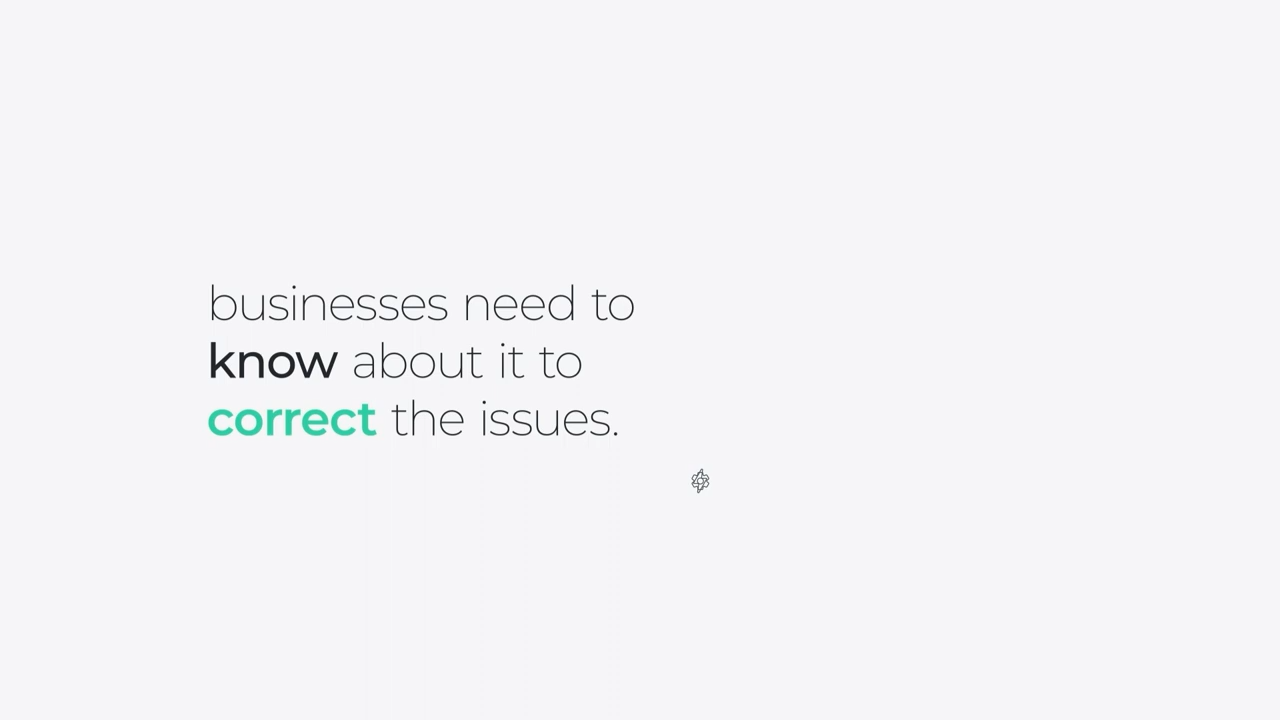 businesses need to
know about it to
correct the issues.